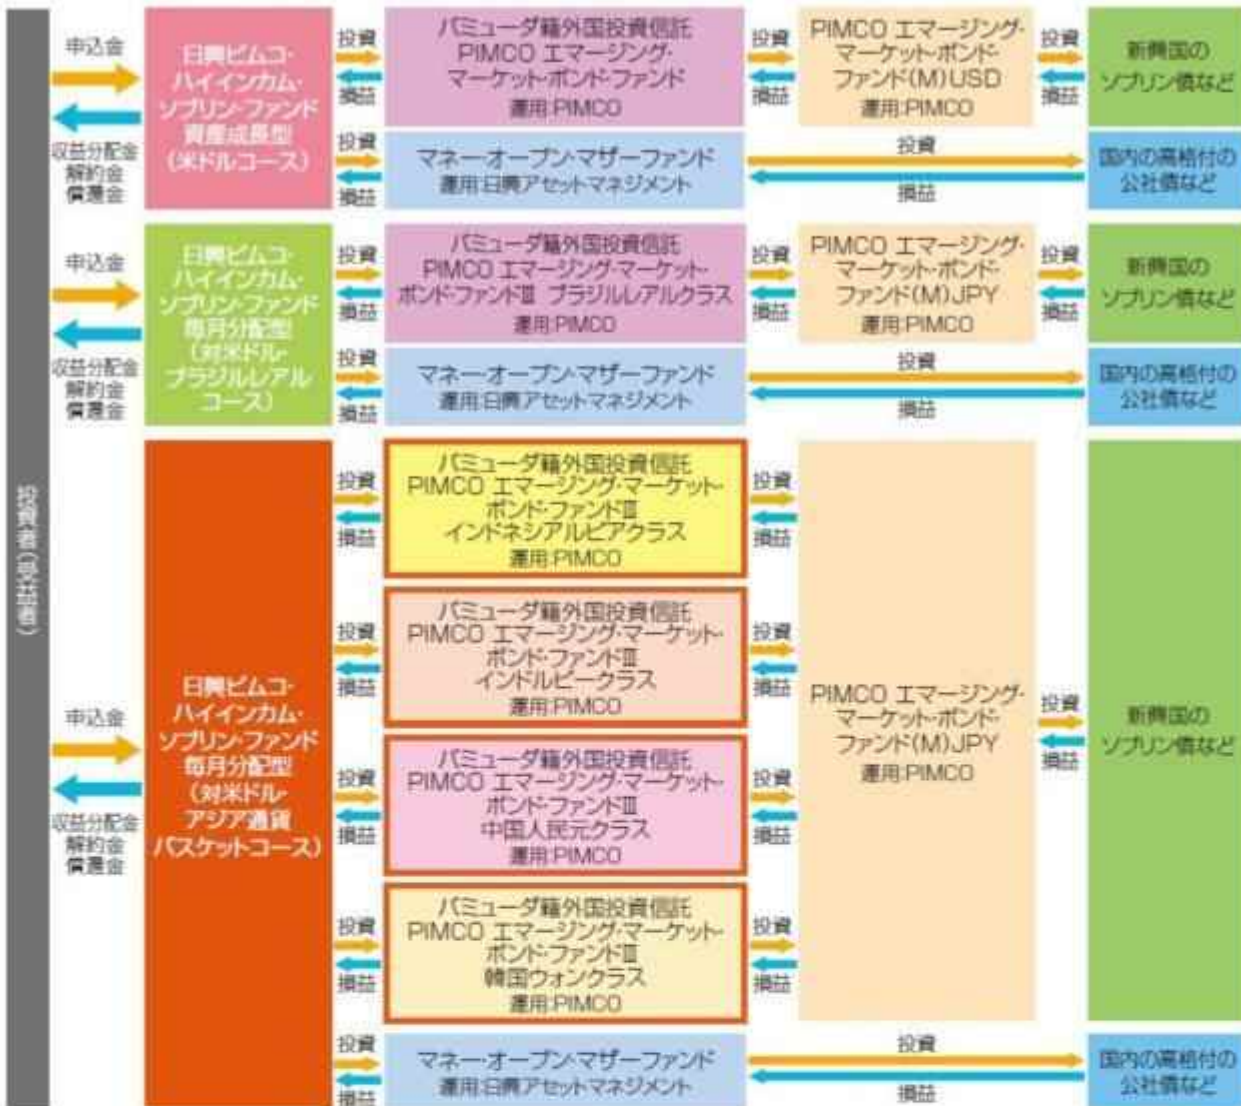 投資者(受益者)
申込金
収益分配金
解約金
償還金
日興ピムコ・
ハイインカム・
ソブリン・ファンド
資産成長型
(米ドルコース)
投資
損益
バミューダ籍外国投資信託
PIMCO エマージング・
マーケット・ボンド・ファンド
運用:PIMCO
投資
損益
PIMCO エマージング・
マーケット・ボンド・
ファンド(M)USD
運用:PIMCO
投資
損益
新興国の
ソブリン債など
投資
損益
マネー・オープン・マザーファンド
運用:日興アセットマネジメント
投資
損益
国内の高格付の
公社債など
申込金
収益分配金
解約金
償還金
日興ピムコ・
ハイインカム・
ソブリン・ファンド
毎月分配型
(対米ドル・
ブラジルレアル
コース)
投資
損益
バミューダ籍外国投資信託
PIMCO エマージング・マーケット・
ボンド・ファンドⅢ ブラジルレアルクラス
運用:PIMCO
投資
損益
PIMCO エマージング・
マーケット・ボンド・
ファンド(M)JPY
運用:PIMCO
投資
損益
新興国の
ソブリン債など
投資
損益
マネー・オープン・マザーファンド
運用:日興アセットマネジメント
投資
損益
国内の高格付の
公社債など
申込金
収益分配金
解約金
償還金
日興ピムコ・
ハイインカム・
ソブリン・ファンド
毎月分配型
(対米ドル・
アジア通貨
バスケットコース)
投資
損益
バミューダ籍外国投資信託
PIMCO エマージング・マーケット・
ボンド・ファンドⅢ
インドネシアルピアクラス
運用:PIMCO
投資
損益
投資
損益
バミューダ籍外国投資信託
PIMCO エマージング・マーケット・
ボンド・ファンドⅢ
インドルピークラス
運用:PIMCO
投資
損益
投資
損益
バミューダ籍外国投資信託
PIMCO エマージング・マーケット・
ボンド・ファンドⅢ
中国人民元クラス
運用:PIMCO
投資
損益
投資
損益
バミューダ籍外国投資信託
PIMCO エマージング・マーケット・
ボンド・ファンドⅢ
韓国ウォンクラス
運用:PIMCO
投資
損益
PIMCO エマージング・
マーケット・ボンド・
ファンド(M)JPY
運用:PIMCO
投資
損益
新興国の
ソブリン債など
投資
損益
マネー・オープン・マザーファンド
運用:日興アセットマネジメント
投資
損益
国内の高格付の
公社債など